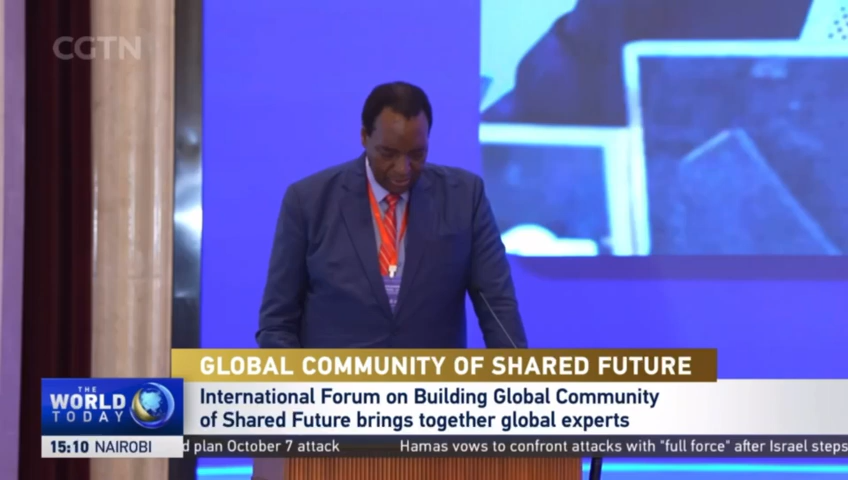 CGTN
GLOBAL COMMUNITY OF SHARED FUTURE
THE
WORLD
TODAY
International Forum on Building Global Community
of Shared Future brings together global experts
15:10 NAIROBI
d plan October 7 attack
Hamas vows to confront attacks with "full force" after Israel steps